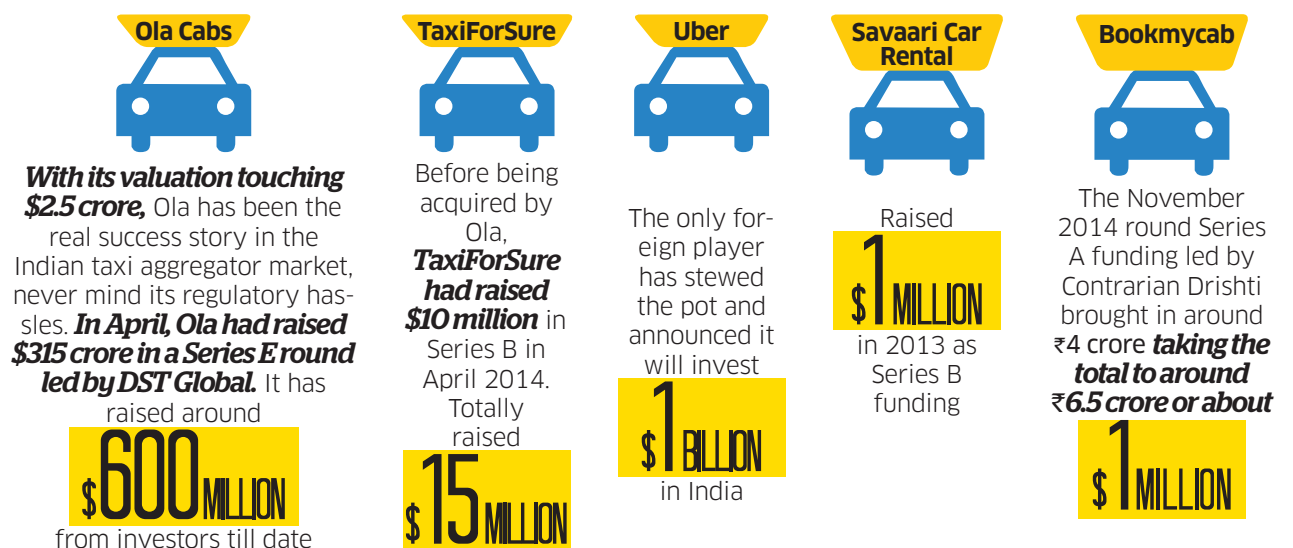 Ola Cabs
With its valuation touching
$2.5 crore, Ola has been the
real success story in the
Indian taxi aggregator market,
never mind its regulatory has-
sles. In April, Ola had raised
$315 crore in a Series E round
led by DST Global. It has
raised around
$600 MILLION
from investors till date
TaxiForSure
Before being
acquired by
Ola,
TaxiForSure
had raised
$10 million in
Series B in
April 2014.
Totally
raised
$15 MILLION
Uber
The only for-
eign player
has stewed
the pot and
announced it
will invest
$1 BILLION
in India
Savaari Car
Rental
Raised
$1 MILLION
in 2013 as
Series B
funding
Bookmycab
The November
2014 round Series
A funding led by
Contrarian Drishti
brought in around
₹4 crore taking the
total to around
₹6.5 crore or about
$1 MILLION